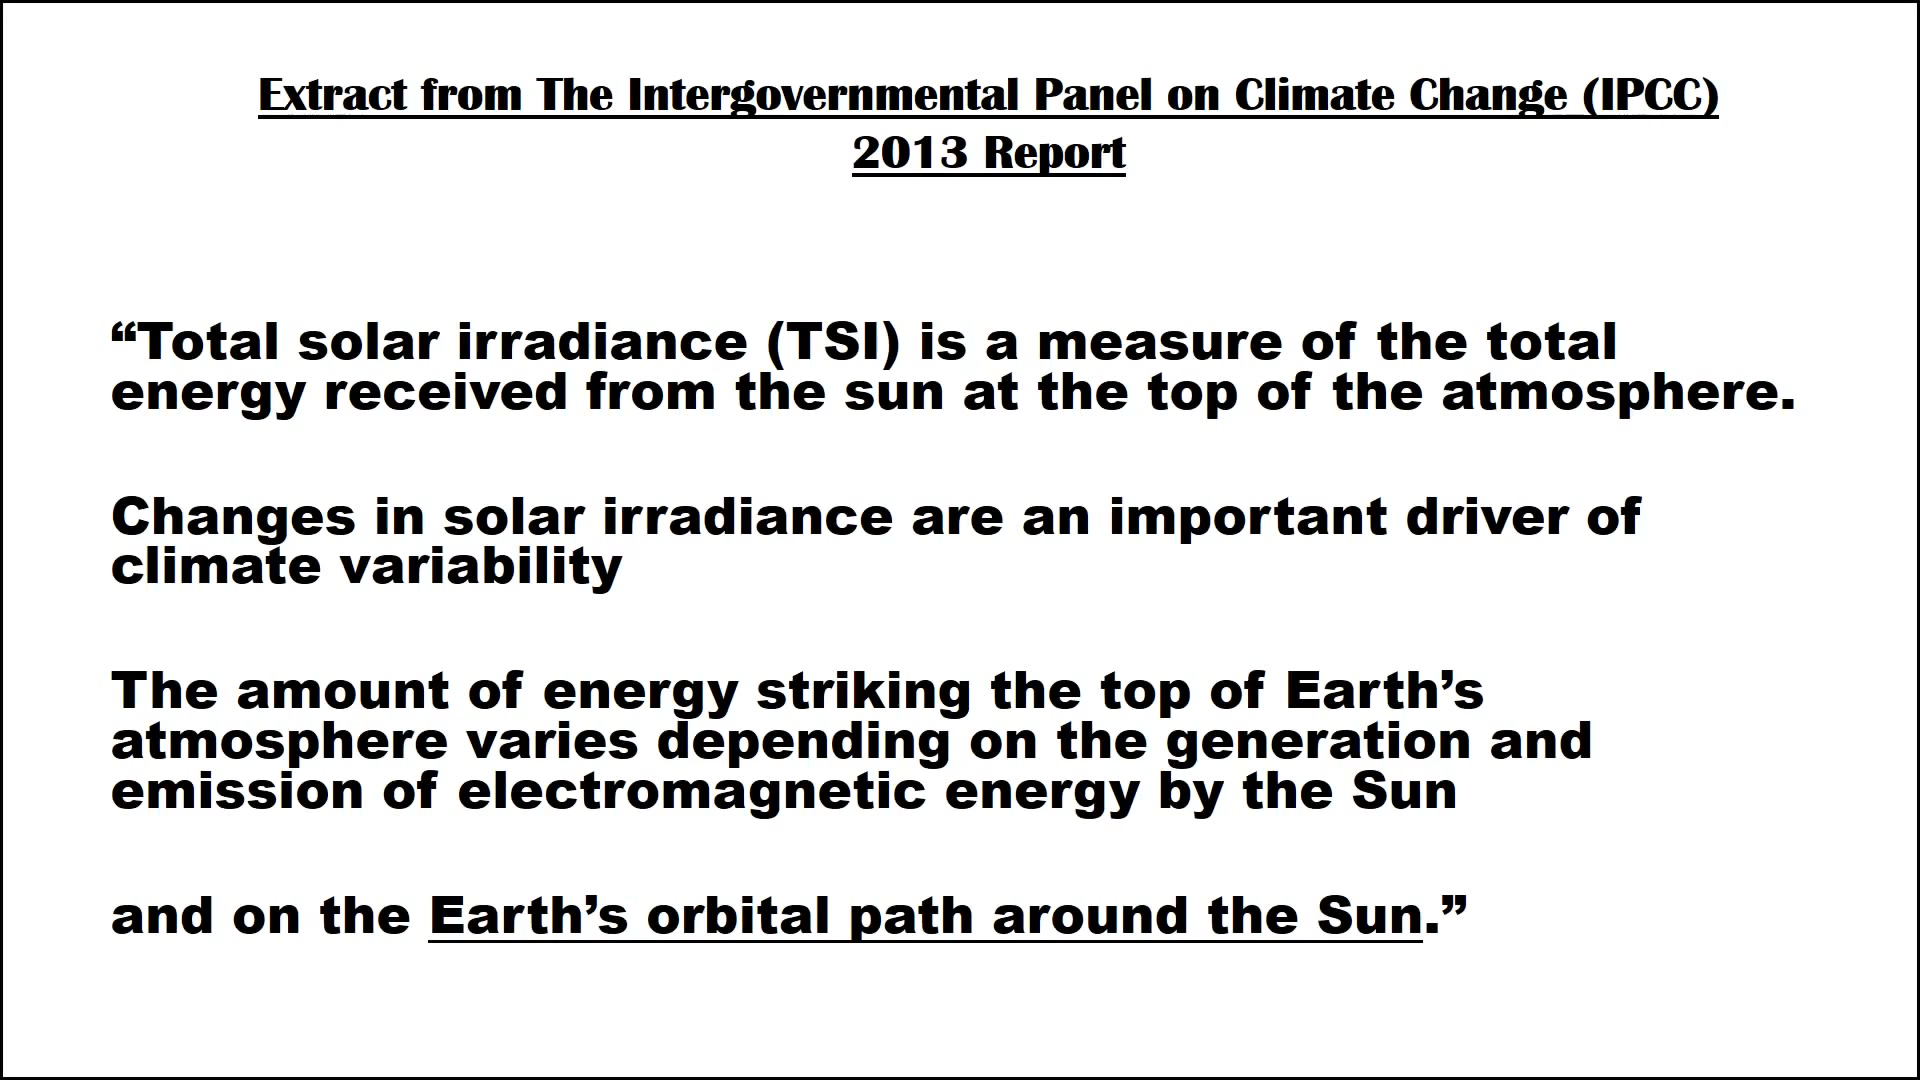 Extract from The Intergovernmental Panel on Climate Change (IPCC)
2013 Report
“Total solar irradiance (TSI) is a measure of the total
energy received from the sun at the top of the atmosphere.
Changes in solar irradiance are an important driver of
climate variability
The amount of energy striking the top of Earth’s
atmosphere varies depending on the generation and
emission of electromagnetic energy by the Sun
and on the Earth’s orbital path around the Sun.”